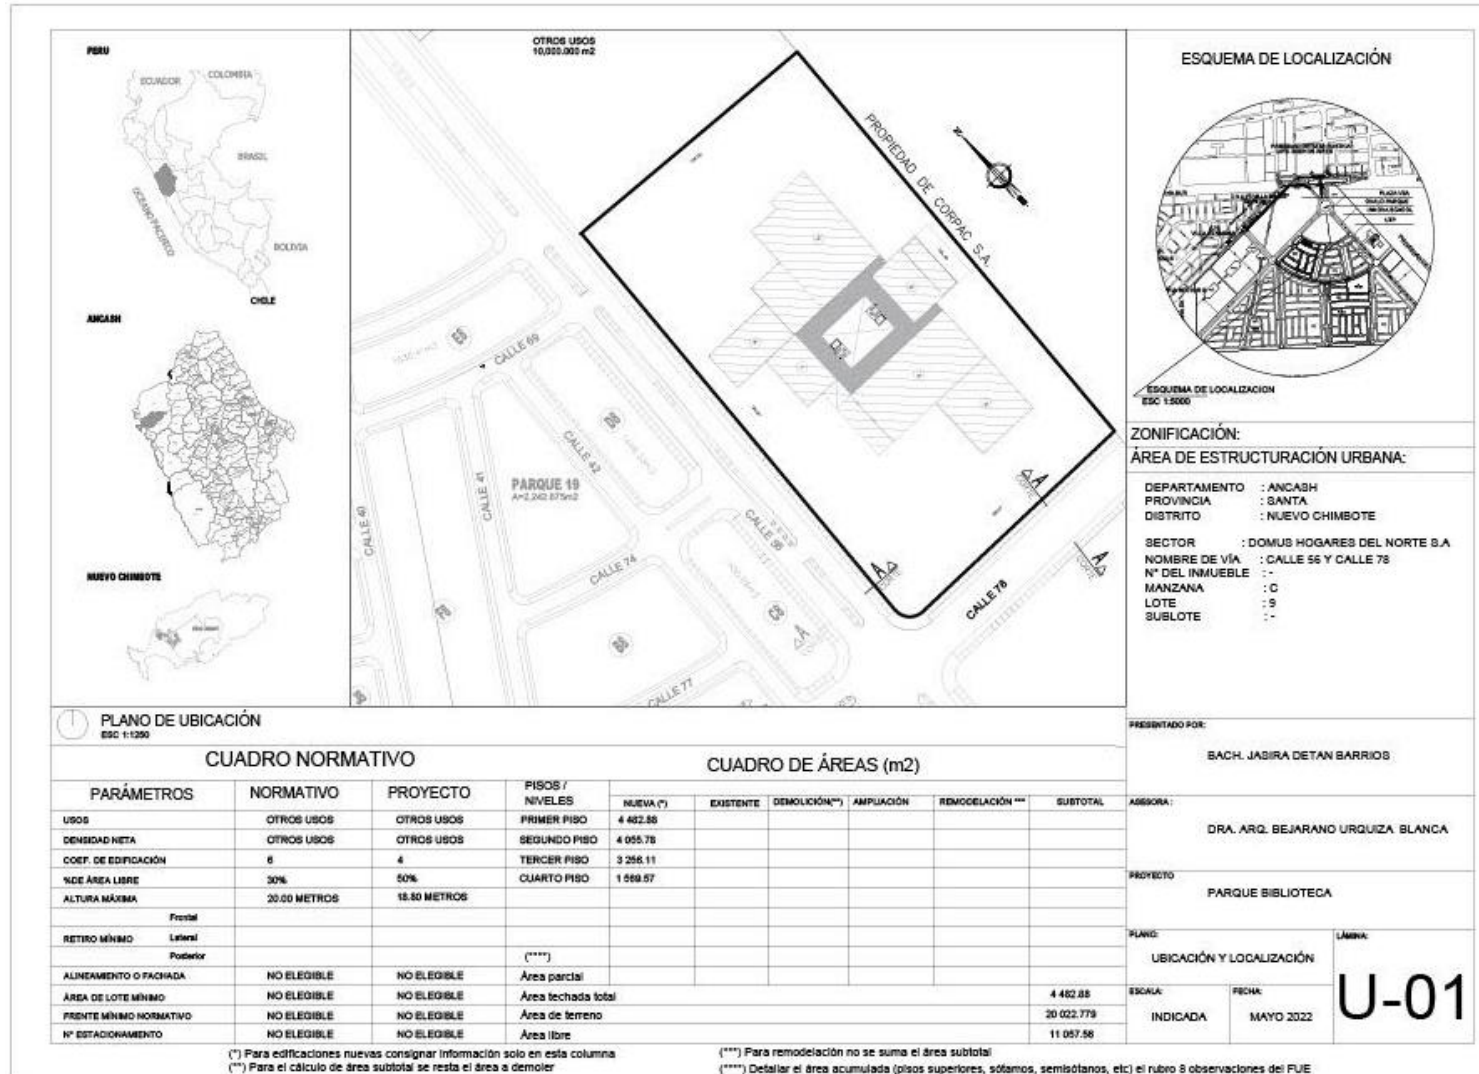 PERU
ECUADOR
COLOMBIA
BRASIL
OCEANO PACIFICO
BOLIVIA
CHILE
ANCASH
NUEVO CHIMBOTE
OTROS USOS
10,000.000 m2
PROPIEDAD DE CORPAC S.A.
N
CALLE 69
CALLE 42
CALLE 41
CALLE 40
PARQUE 19
CALLE 56
CALLE 74
CALLE 77
CALLE 78
A
A
A
A
ESQUEMA DE LOCALIZACIÓN
ESQUEMA DE LOCALIZACION
ESC 1:5000
ZONIFICACIÓN:
ÁREA DE ESTRUCTURACIÓN URBANA:
DEPARTAMENTO : ANCASH
PROVINCIA : SANTA
DISTRITO : NUEVO CHIMBOTE
SECTOR : DOMUS HOGARES DEL NORTE S.A
NOMBRE DE VÍA : CALLE 56 Y CALLE 78
N° DEL INMUEBLE : -
MANZANA : C
LOTE : 9
SUBLOTE : -
PLANO DE UBICACIÓN
ESC 1:1250
CUADRO NORMATIVO
PARÁMETROS NORMATIVO PROYECTO
USOS OTROS USOS OTROS USOS
DENSIDAD NETA OTROS USOS OTROS USOS
COEF. DE EDIFICACIÓN 6 4
%DE ÁREA LIBRE 30% 50%
ALTURA MÁXIMA 20.00 METROS 18.80 METROS
Frontal
RETIRO MÍNIMO Lateral
Posterior
ALINEAMIENTO O FACHADA NO ELEGIBLE NO ELEGIBLE
ÁREA DE LOTE MÍNIMO NO ELEGIBLE NO ELEGIBLE
FRENTE MÍNIMO NORMATIVO NO ELEGIBLE NO ELEGIBLE
N° ESTACIONAMIENTO NO ELEGIBLE NO ELEGIBLE
CUADRO DE ÁREAS (m2)
PISOS / NIVELES NUEVA (*) EXISTENTE DEMOLICIÓN(**) AMPLIACIÓN REMODELACIÓN *** SUBTOTAL
PRIMER PISO 4 482.88
SEGUNDO PISO 4 055.78
TERCER PISO 3 256.11
CUARTO PISO 1 569.57
(****)
Área parcial
Área techada total 4 482.88
Área de terreno 20 022.779
Área libre 11 057.58
(*) Para edificaciones nuevas consignar información solo en esta columna
(**) Para el cálculo de área subtotal se resta el área a demoler
(***) Para remodelación no se suma el área subtotal
(****) Detallar el área acumulada (pisos superiores, sótamos, semisótanos, etc) el rubro 8 observaciones del FUE
PRESENTADO POR:
BACH. JASIRA DETAN BARRIOS
ASESORA :
DRA. ARQ. BEJARANO URQUIZA BLANCA
PROYECTO
PARQUE BIBLIOTECA
PLANO:
UBICACIÓN Y LOCALIZACIÓN
LÁMINA:
U-01
ESCALA:
INDICADA
FECHA:
MAYO 2022